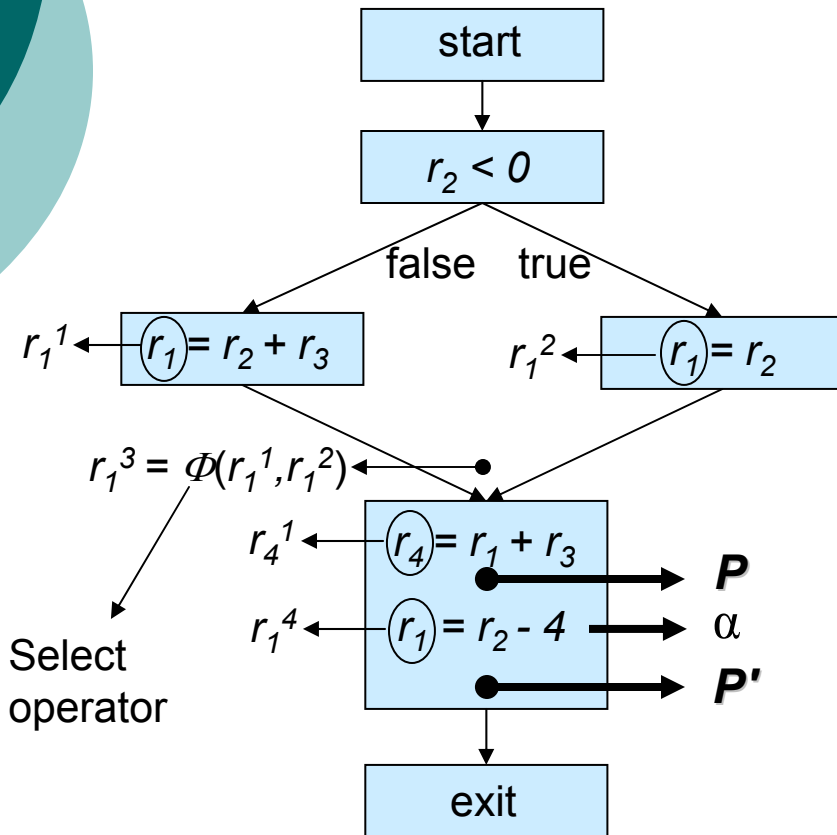 start
r₂ < 0
false true
r₁¹ r₁ = r₂ + r₃
r₁² r₁ = r₂
r₁³ = Φ(r₁¹,r₁²)
r₄¹ r₄ = r₁ + r₃
P
r₁⁴ r₁ = r₂ - 4
α
Select
operator
P'
exit